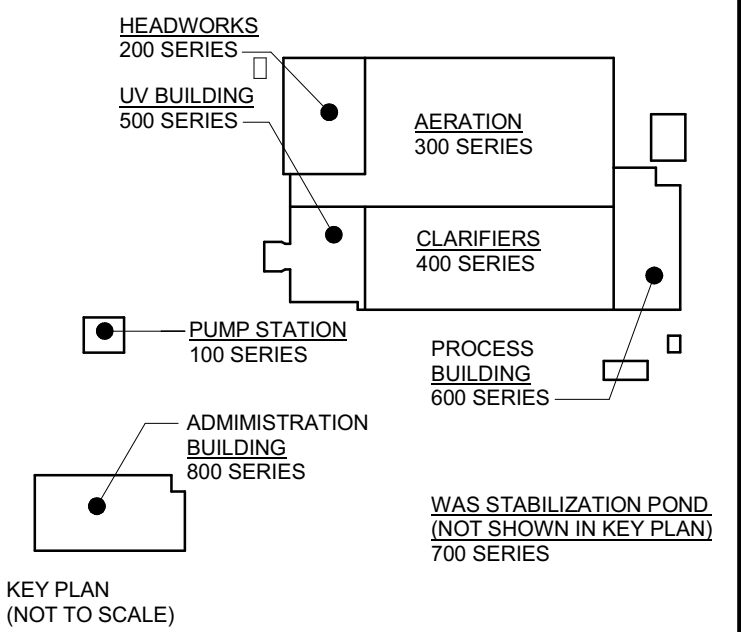 HEADWORKS
200 SERIES
UV BUILDING
500 SERIES
AERATION
300 SERIES
CLARIFIERS
400 SERIES
PUMP STATION
100 SERIES
PROCESS
BUILDING
600 SERIES
ADMIMISTRATION
BUILDING
800 SERIES
WAS STABILIZATION POND
(NOT SHOWN IN KEY PLAN)
700 SERIES
KEY PLAN
(NOT TO SCALE)